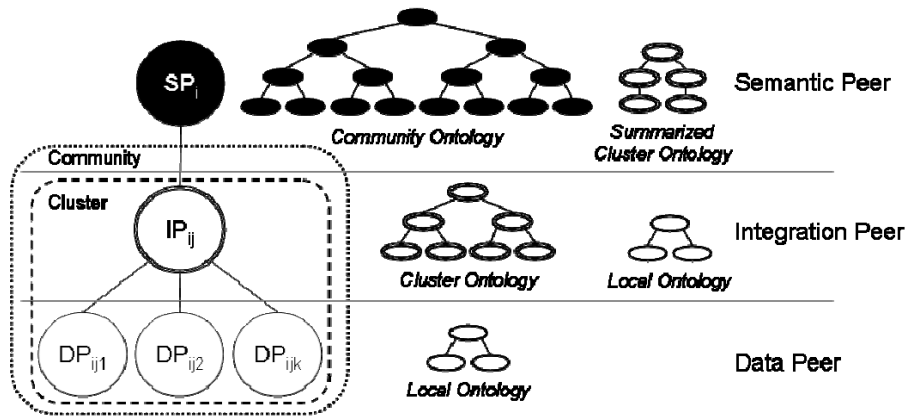 SPi
Community Ontology
Summarized
Cluster Ontology
Semantic Peer
Community
Cluster
IPij
Cluster Ontology
Local Ontology
Integration Peer
DPij1
DPij2
DPijk
Local Ontology
Data Peer